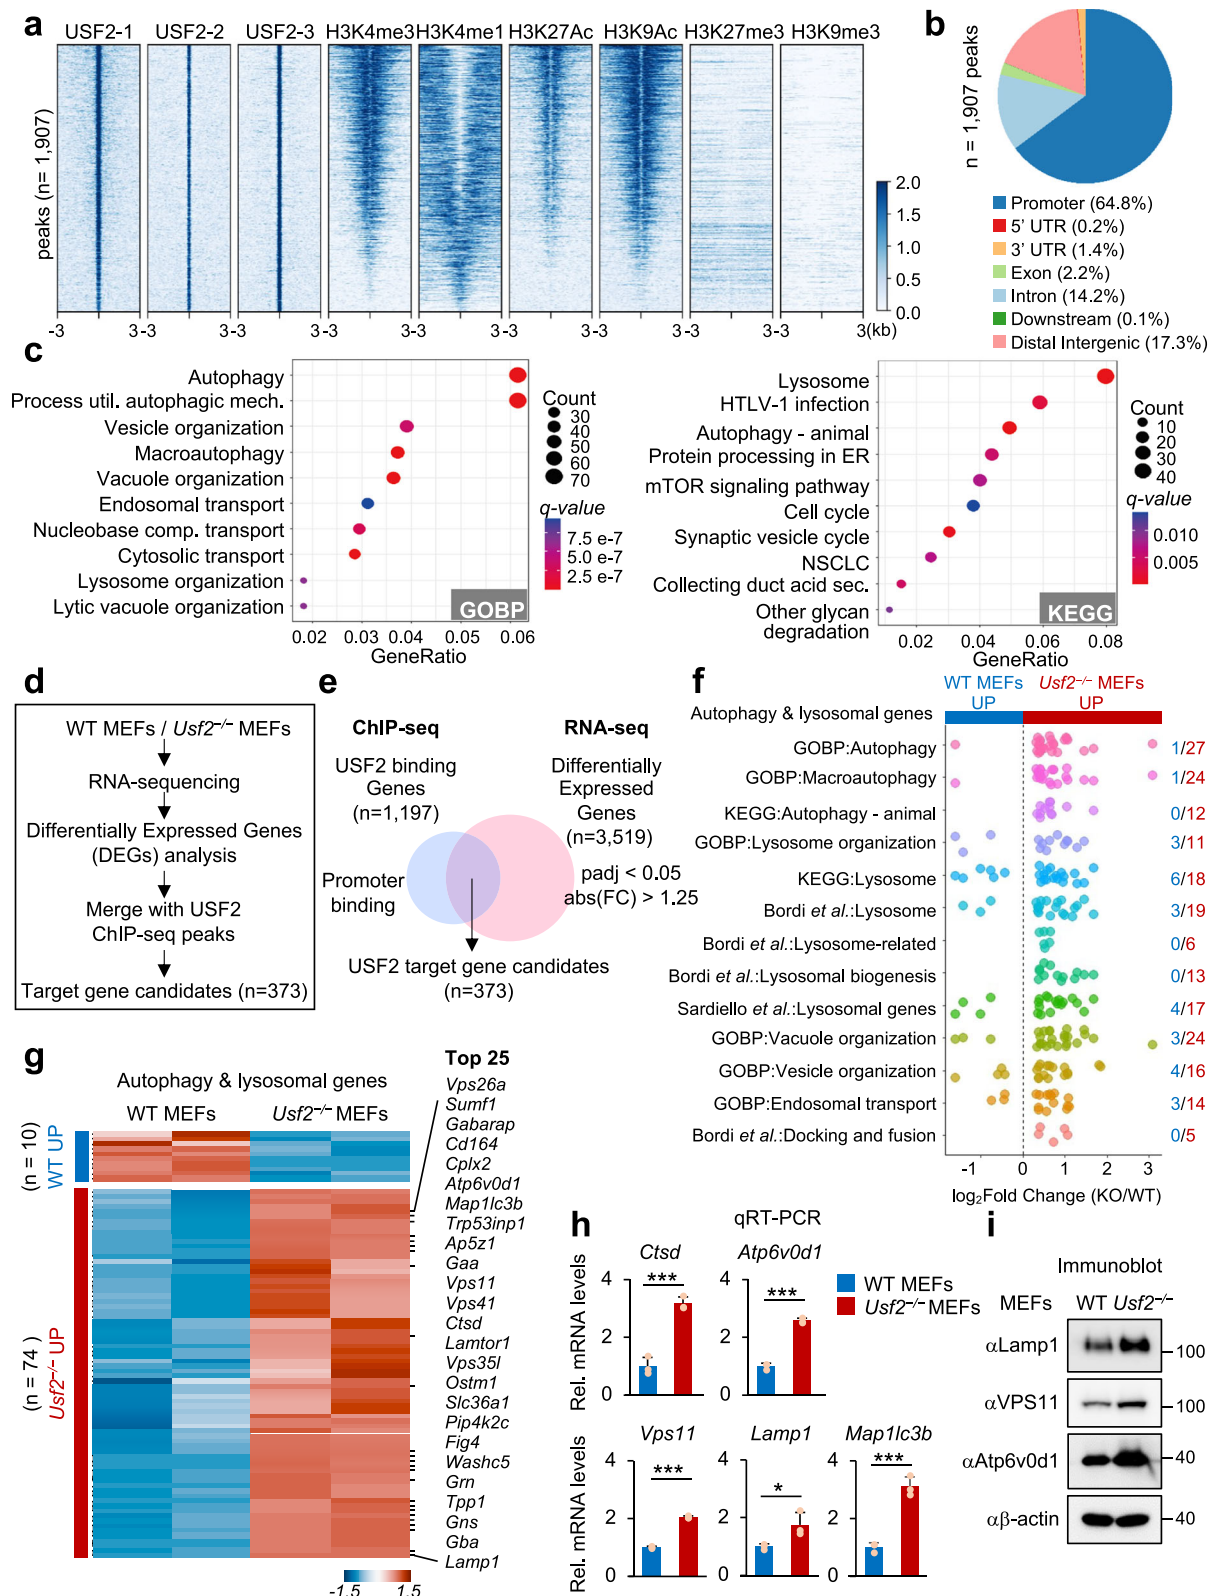 a
USF2-1 USF2-2 USF2-3 H3K4me3 H3K4me1 H3K27Ac H3K9Ac H3K27me3 H3K9me3
peaks (n= 1,907)
2.0
1.5
1.0
0.5
0.0
-3 3-3 3-3 3-3 3-3 3-3 3-3 3-3 3-3 3(kb)
b
n = 1,907 peaks
Promoter (64.8%)
5' UTR (0.2%)
3' UTR (1.4%)
Exon (2.2%)
Intron (14.2%)
Downstream (0.1%)
Distal Intergenic (17.3%)
c
Autophagy
Process util. autophagic mech.
Vesicle organization
Macroautophagy
Vacuole organization
Endosomal transport
Nucleobase comp. transport
Cytosolic transport
Lysosome organization
Lytic vacuole organization
GOBP
0.02 0.03 0.04 0.05 0.06
GeneRatio
Count
30
40
50
60
70
q-value
7.5 e-7
5.0 e-7
2.5 e-7
Lysosome
HTLV-1 infection
Autophagy - animal
Protein processing in ER
mTOR signaling pathway
Cell cycle
Synaptic vesicle cycle
NSCLC
Collecting duct acid sec.
Other glycan
degradation
KEGG
0.02 0.04 0.06 0.08
GeneRatio
Count
10
20
30
40
q-value
0.010
0.005
d
WT MEFs / Usf2−/− MEFs
RNA-sequencing
Differentially Expressed Genes
(DEGs) analysis
Merge with USF2
ChIP-seq peaks
Target gene candidates (n=373)
e
ChIP-seq
USF2 binding
Genes
(n=1,197)
RNA-seq
Differentially
Expressed
Genes
(n=3,519)
Promoter
binding
padj < 0.05
abs(FC) > 1.25
USF2 target gene candidates
(n=373)
f
WT MEFs
UP
Usf2−/− MEFs
UP
Autophagy & lysosomal genes
GOBP:Autophagy 1/27
GOBP:Macroautophagy 1/24
KEGG:Autophagy - animal 0/12
GOBP:Lysosome organization 3/11
KEGG:Lysosome 6/18
Bordi et al.:Lysosome 3/19
Bordi et al.:Lysosome-related 0/6
Bordi et al.:Lysosomal biogenesis 0/13
Sardiello et al.:Lysosomal genes 4/17
GOBP:Vacuole organization 3/24
GOBP:Vesicle organization 4/16
GOBP:Endosomal transport 3/14
Bordi et al.:Docking and fusion 0/5
-1 0 1 2 3
log2Fold Change (KO/WT)
g
Autophagy & lysosomal genes
WT MEFs Usf2−/− MEFs
(n = 10)
WT UP
(n = 74 )
Usf2−/− UP
Top 25
Vps26a
Sumf1
Gabarap
Cd164
Cplx2
Atp6v0d1
Map1lc3b
Trp53inp1
Ap5z1
Gaa
Vps11
Vps41
Ctsd
Lamtor1
Vps35l
Ostm1
Slc36a1
Pip4k2c
Fig4
Washc5
Grn
Tpp1
Gns
Gba
Lamp1
-1.5 1.5
h
qRT-PCR
Ctsd Atp6v0d1
WT MEFs
Usf2−/− MEFs
Rel. mRNA levels
4
2
0
***
4
2
0
***
Vps11 Lamp1 Map1lc3b
Rel. mRNA levels
4
2
0
***
4
2
0
*
4
2
0
***
i
Immunoblot
MEFs WT Usf2−/−
αLamp1 100
αVPS11 100
αAtp6v0d1 40
αβ-actin 40